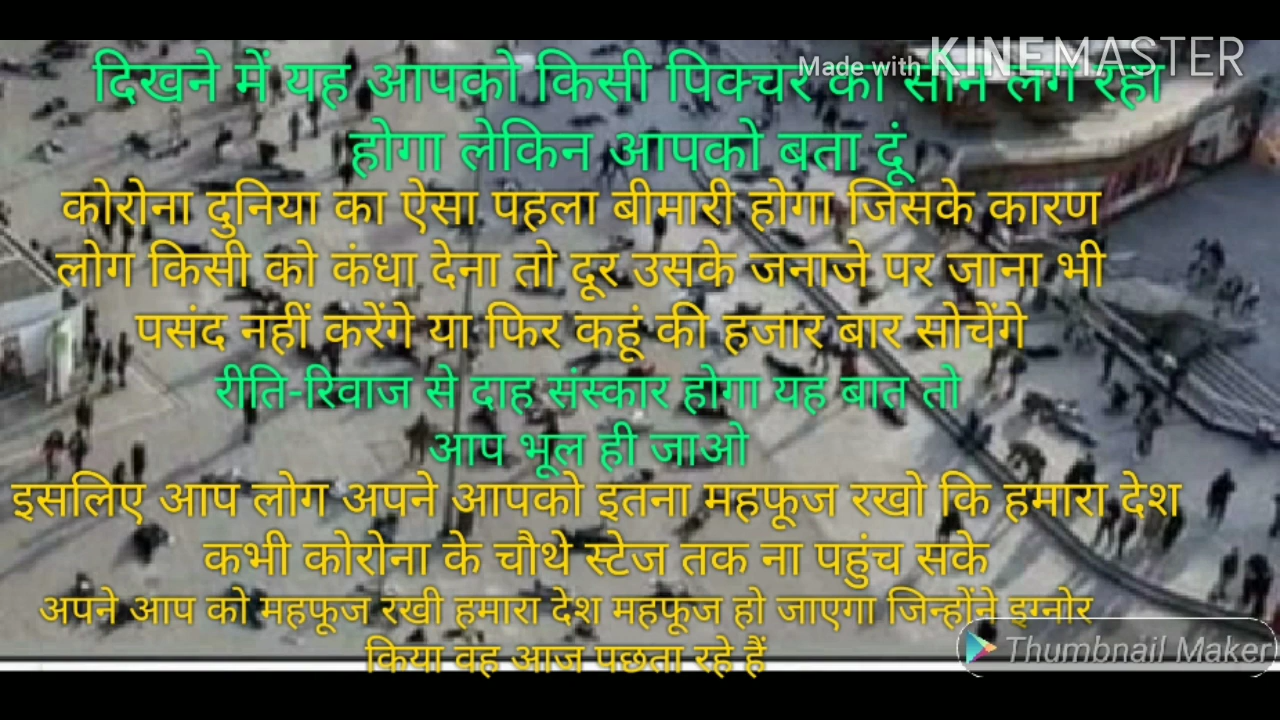 Made with KINEMASTER
दिखने में यह आपको किसी पिक्चर का सीन लग रहा
होगा लेकिन आपको बता दूं
कोरोना दुनिया का ऐसा पहला बीमारी होगा जिसके कारण
लोग किसी को कंधा देना तो दूर उसके जनाजे पर जाना भी
पसंद नहीं करेंगे या फिर कहूं की हजार बार सोचेंगे
रीति-रिवाज से दाह संस्कार होगा यह बात तो
आप भूल ही जाओ
इसलिए आप लोग अपने आपको इतना महफूज रखो कि हमारा देश
कभी कोरोना के चौथे स्टेज तक ना पहुंच सके
अपने आप को महफूज रखी हमारा देश महफूज हो जाएगा जिन्होंने इग्नोर
किया वह आज पछता रहे हैं
Thumbnail Maker